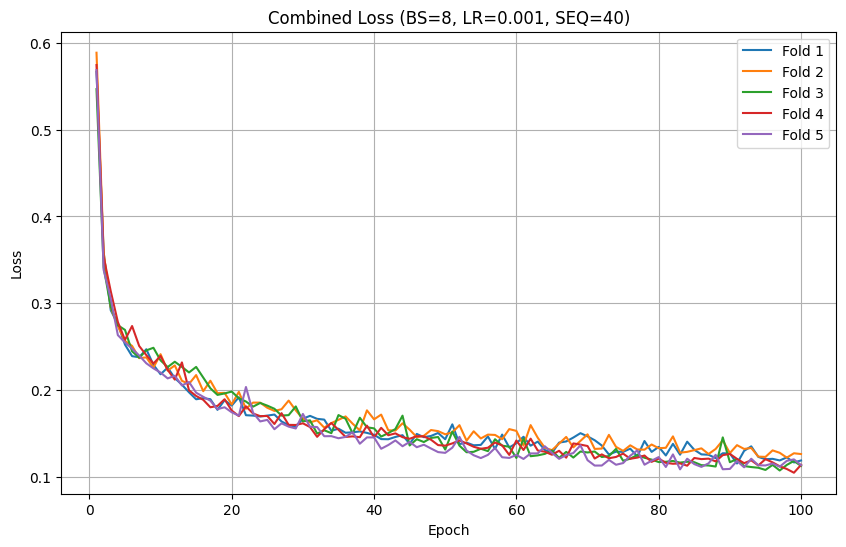 Combined Loss (BS=8, LR=0.001, SEQ=40)
0.6
0.5
0.4
0.3
0.2
0.1
Loss
0
20
40
60
80
100
Epoch
Fold 1
Fold 2
Fold 3
Fold 4
Fold 5